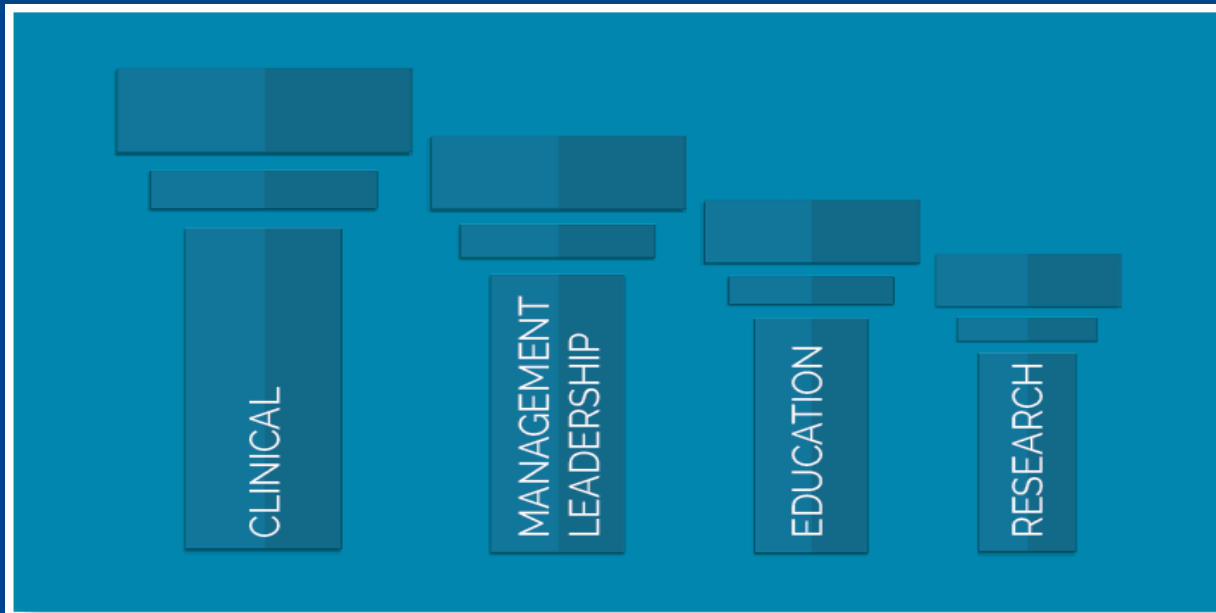 CLINICAL
MANAGEMENT
LEADERSHIP
EDUCATION
RESEARCH